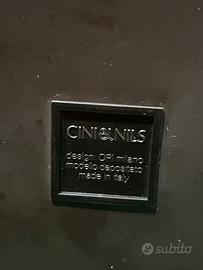 CINI&NILS
design: OPI milano
modello depositato
made in italy
subito